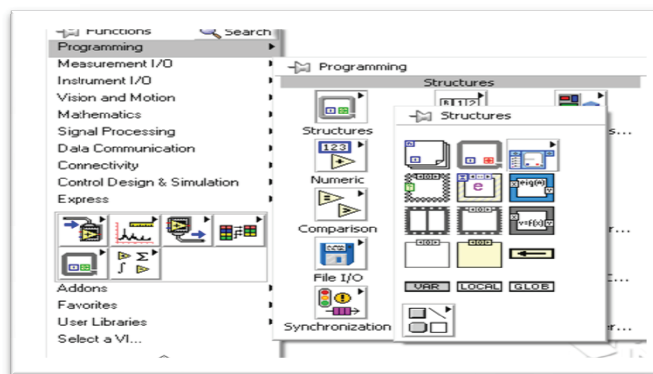 Functions
Search
Programming
Measurement I/O
Instrument I/O
Vision and Motion
Mathematics
Signal Processing
Data Communication
Connectivity
Control Design & Simulation
Express
Addons
Favorites
User Libraries
Select a VI...
Programming
Structures
Structures
Numeric
Comparison
File I/O
Synchronization
Structures
VAR
LOCAL
GLOB